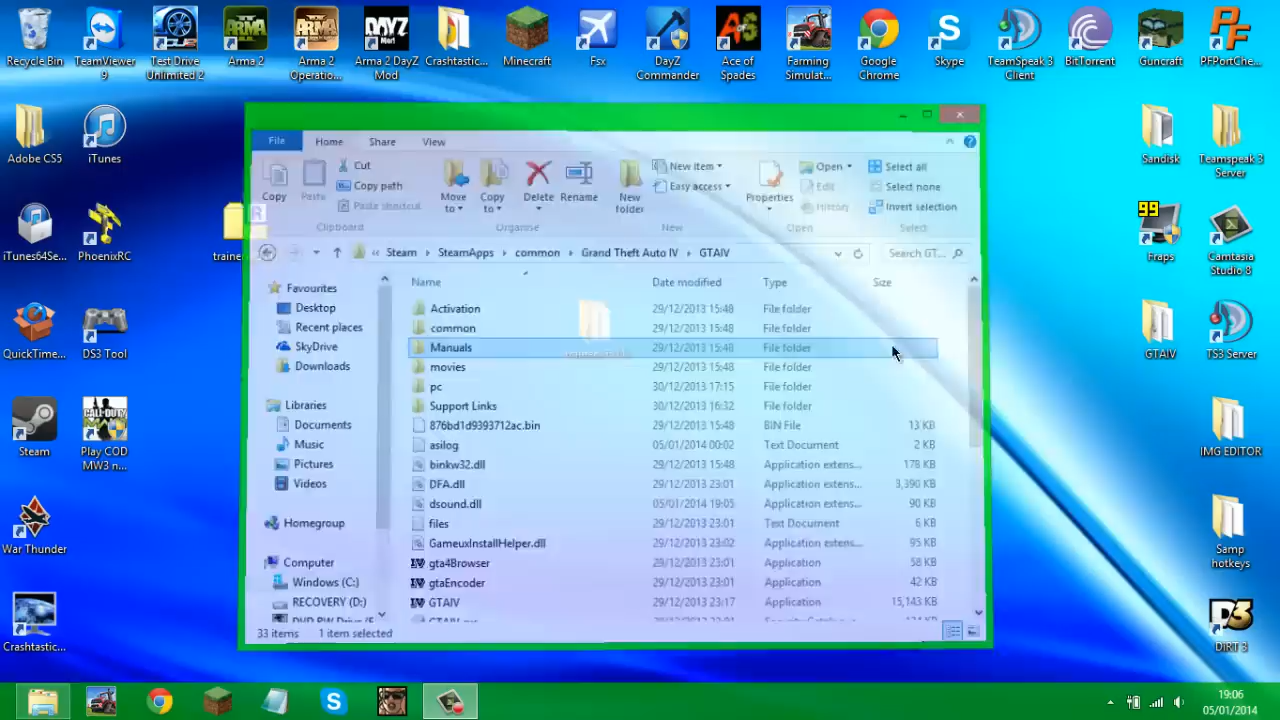 Recycle Bin
TeamViewer 9
Test Drive Unlimited 2
Arma 2
Arma 2 Operatio...
Arma 2 DayZ Mod
Crashtastic...
Minecraft
Fsx
DayZ Commander
Ace of Spades
Farming Simulat...
Google Chrome
Skype
TeamSpeak 3 Client
BitTorrent
Guncraft
PFPortChe...
Adobe CS5
iTunes
Sandisk
Teamspeak 3 Server
iTunes64Se...
PhoenixRC
99
Fraps
Camtasia Studio 8
QuickTime...
DS3 Tool
GTAIV
TS3 Server
Steam
Play COD MW3 n...
IMG EDITOR
War Thunder
Samp hotkeys
Crashtastic...
DiRT 3
File Home Share View
Copy
Paste
Cut
Copy path
Paste shortcut
Clipboard
Move to
Copy to
Delete
Rename
Organise
New folder
New item
Easy access
New
Properties
Open
Edit
History
Open
Select all
Select none
Invert selection
Select
« Steam SteamApps common Grand Theft Auto IV GTAIV
Search GT...
Favourites
Desktop
Recent places
SkyDrive
Downloads
Libraries
Documents
Music
Pictures
Videos
Homegroup
Computer
Windows (C:)
RECOVERY (D:)
Name Date modified Type Size
Activation 29/12/2013 15:48 File folder
common 29/12/2013 15:48 File folder
Manuals 29/12/2013 15:48 File folder
movies 29/12/2013 15:48 File folder
pc 30/12/2013 17:15 File folder
Support Links 30/12/2013 16:32 File folder
876bd1d9393712ac.bin 29/12/2013 15:48 BIN File 13 KB
asilog 05/01/2014 00:02 Text Document 2 KB
binkw32.dll 29/12/2013 15:48 Application extens... 178 KB
DFA.dll 29/12/2013 23:01 Application extens... 3,390 KB
dsound.dll 05/01/2014 19:05 Application extens... 90 KB
files 29/12/2013 23:01 Text Document 6 KB
GameuxInstallHelper.dll 29/12/2013 23:02 Application extens... 95 KB
gta4Browser 29/12/2013 23:01 Application 58 KB
gtaEncoder 29/12/2013 23:01 Application 42 KB
GTAIV 29/12/2013 23:17 Application 15,143 KB
33 items 1 item selected
19:06
05/01/2014